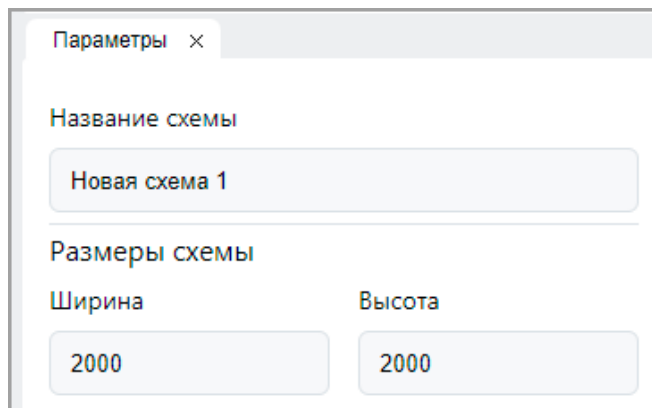 Параметры ×
Название схемы
Новая схема 1
Размеры схемы
Ширина Высота
2000 2000